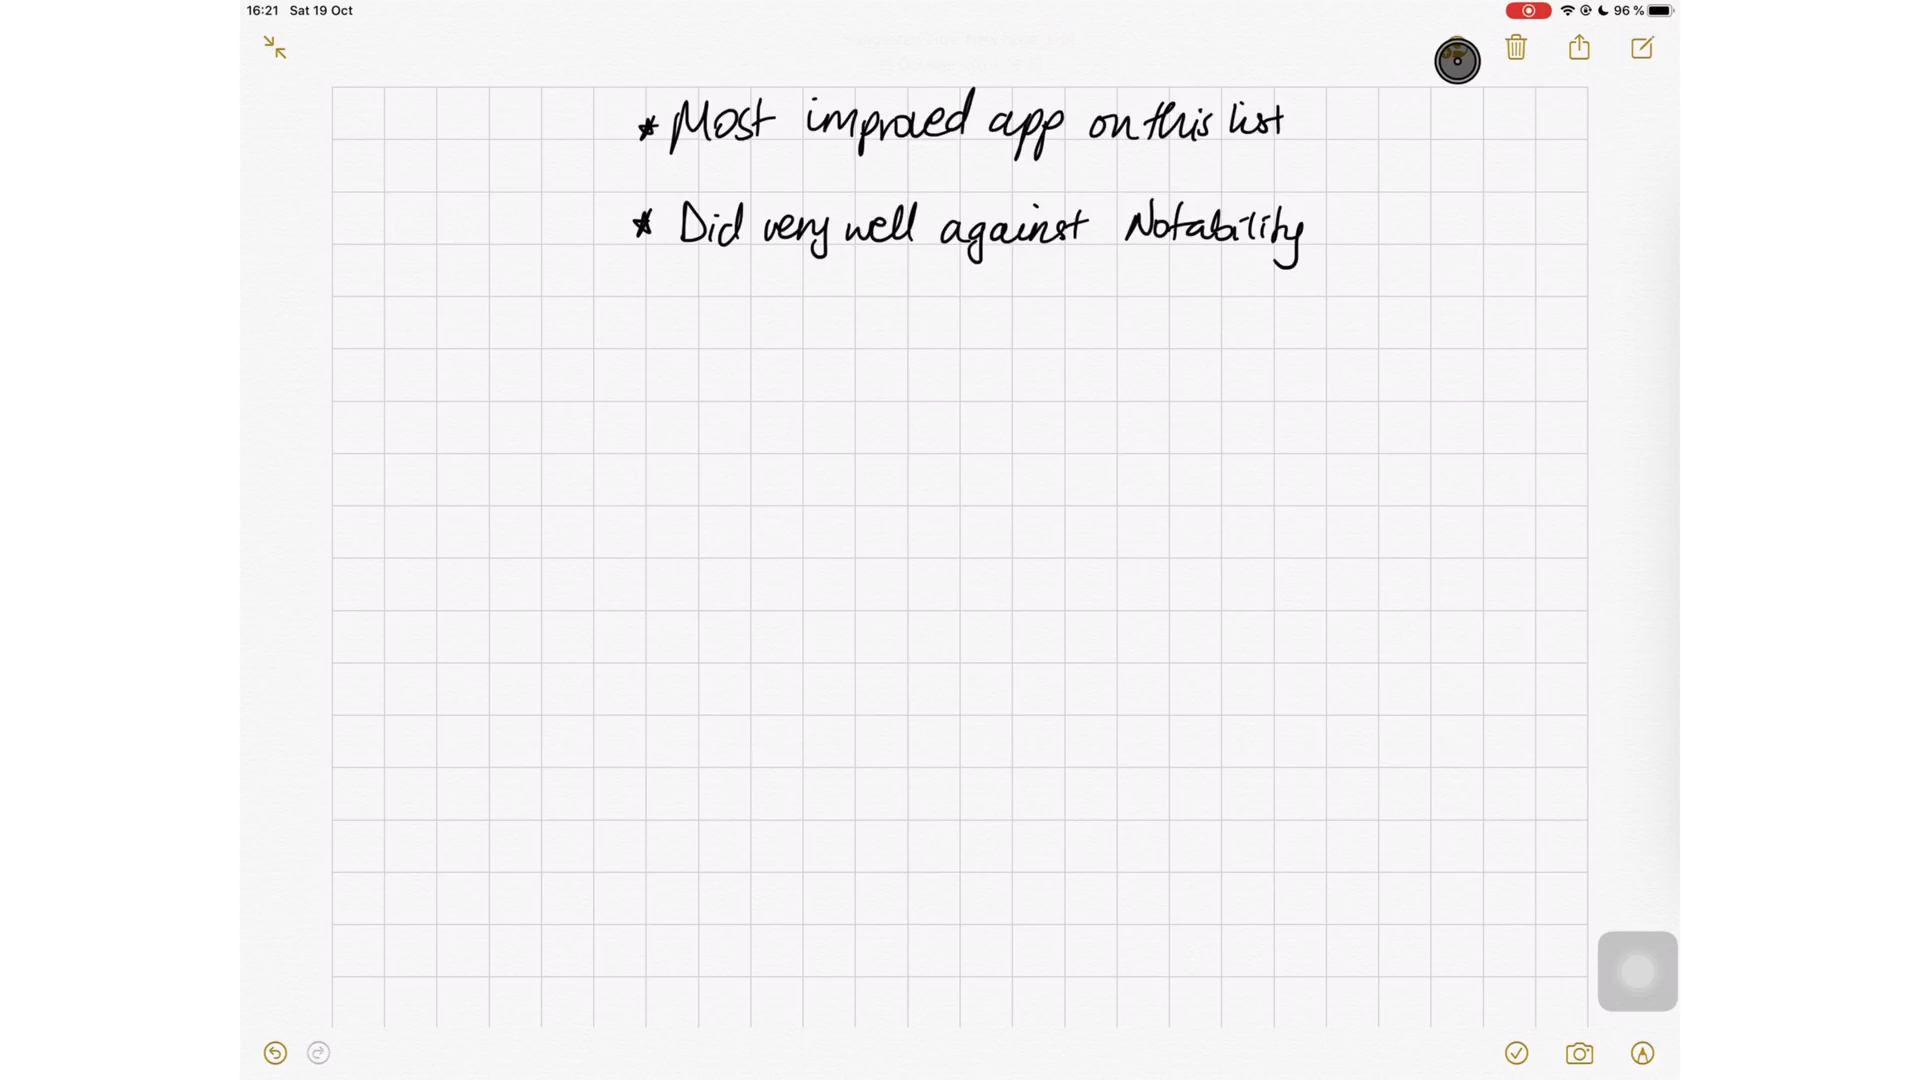 16:21 Sat 19 Oct 96 %
* Most improved app on this list
* Did very well against Notability